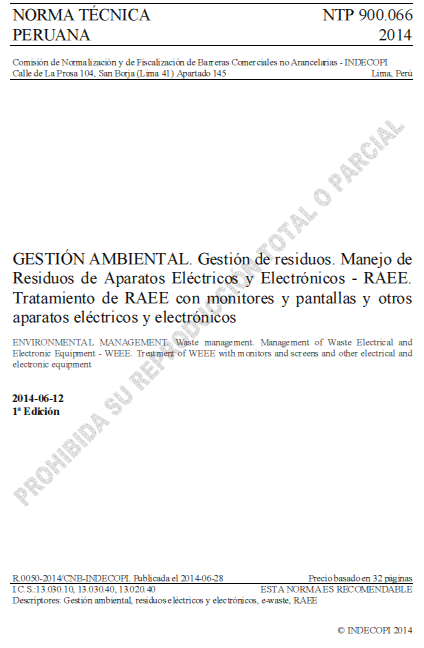 NORMA TÉCNICA NTP 900.066
PERUANA 2014
Comisión de Normalización y de Fiscalización de Barreras Comerciales no Arancelarias - INDECOPI
Calle de La Prosa 104, San Borja (Lima 41) Apartado 145 Lima, Perú
GESTIÓN AMBIENTAL. Gestión de residuos. Manejo de
Residuos de Aparatos Eléctricos y Electrónicos - RAEE.
Tratamiento de RAEE con monitores y pantallas y otros
aparatos eléctricos y electrónicos
ENVIRONMENTAL MANAGEMENT. Waste management. Management of Waste Electrical and
Electronic Equipment - WEEE. Treatment of WEEE with monitors and screens and other electrical and
electronic equipment
2014-06-12
1ª Edición
PROHIBIDA SU REPRODUCCIÓN TOTAL O PARCIAL
R.0050-2014/CNB-INDECOPI. Publicada el 2014-06-28 Precio basado en 32 páginas
I.C.S.:13.030.10, 13.030.40, 13.020.40 ESTA NORMA ES RECOMENDABLE
Descriptores: Gestión ambiental, residuos eléctricos y electrónicos, e-waste, RAEE
© INDECOPI 2014